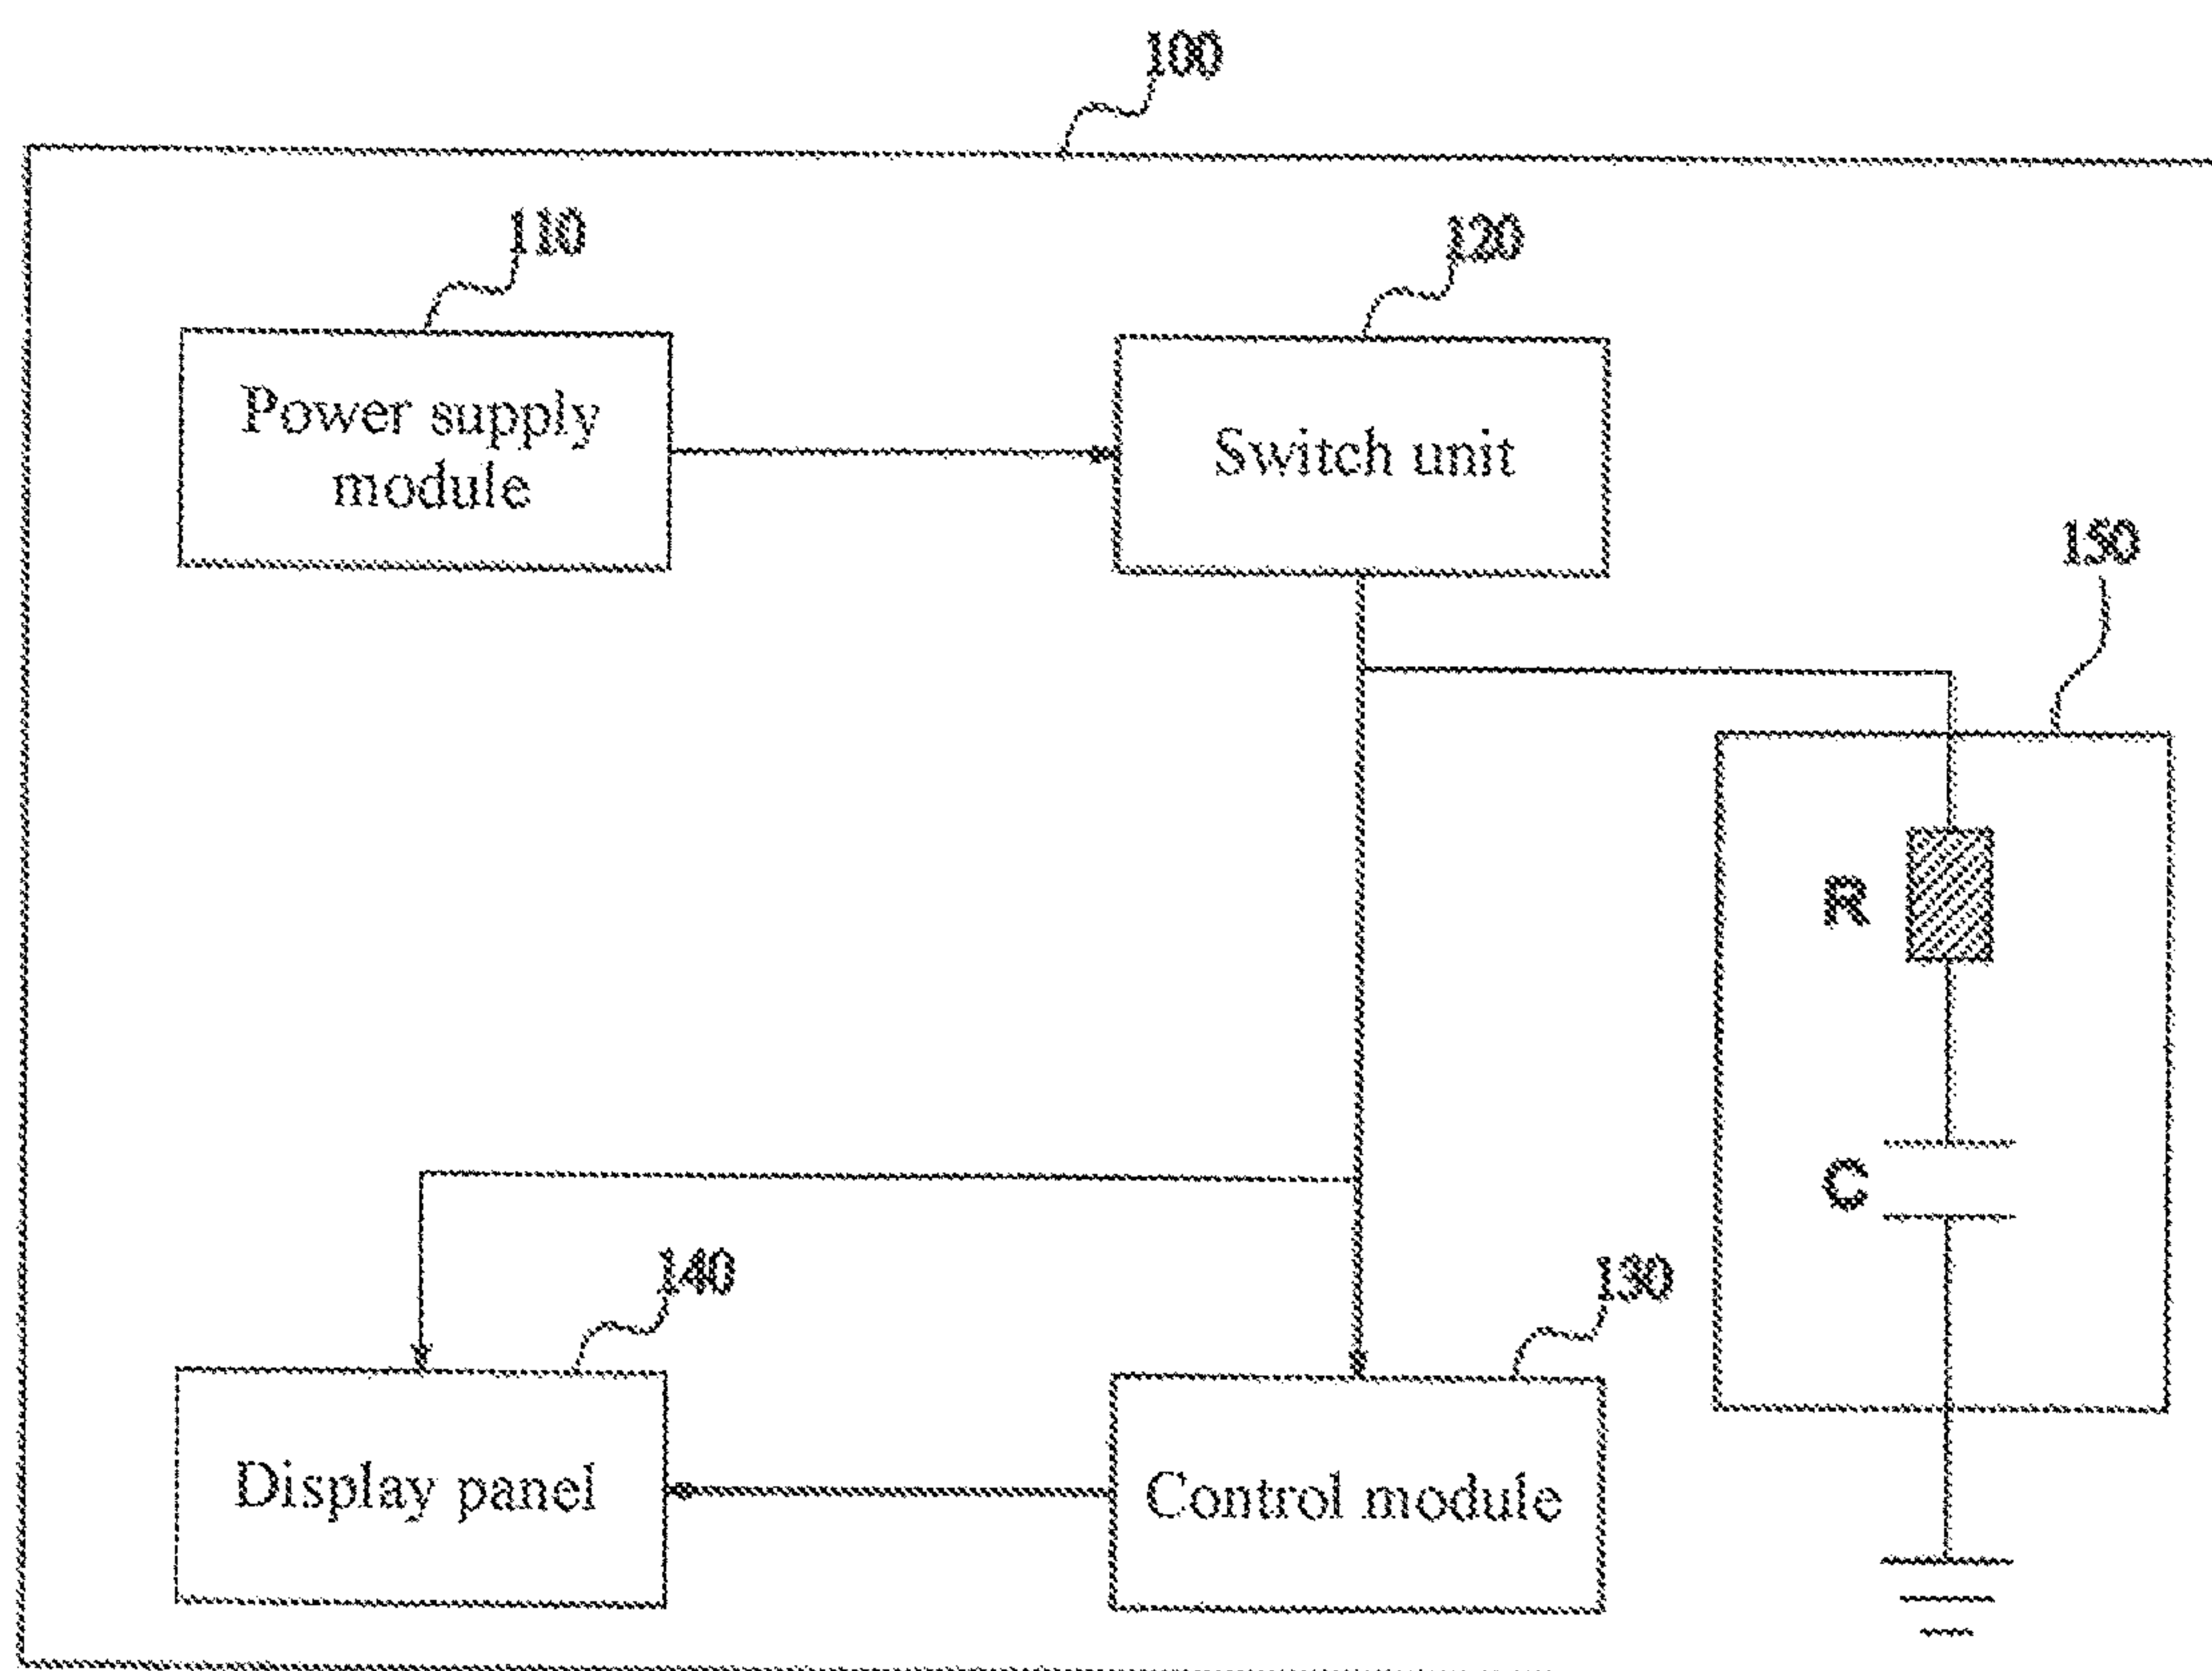 100
110
120
Power supply
module
Switch unit
150
R
C
140
130
Display panel
Control module